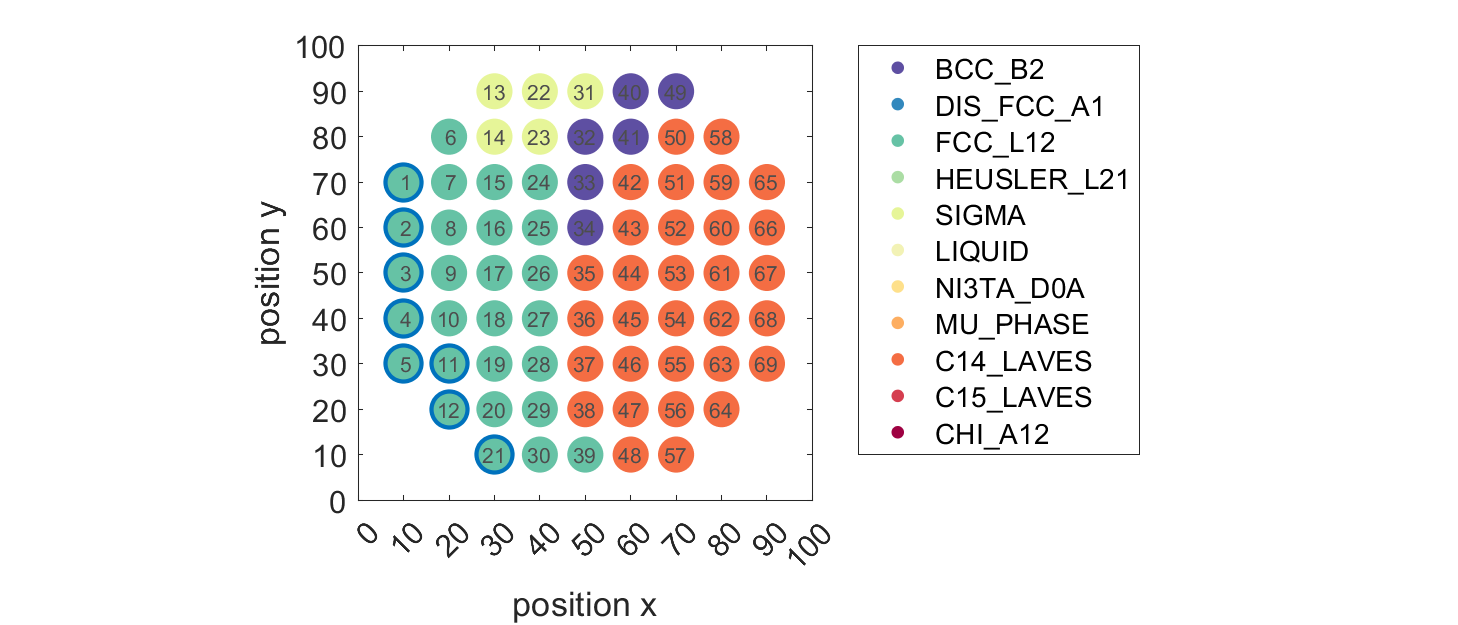 100
90 13 22 31 40 49
80 6 14 23 32 41 50 58
70 1 7 15 24 33 42 51 59 65
60 2 8 16 25 34 43 52 60 66
50 3 9 17 26 35 44 53 61 67
40 4 10 18 27 36 45 54 62 68
30 5 11 19 28 37 46 55 63 69
20 12 20 29 38 47 56 64
10 21 30 39 48 57
0
0 10 20 30 40 50 60 70 80 90 100
position x
position y
BCC_B2
DIS_FCC_A1
FCC_L12
HEUSLER_L21
SIGMA
LIQUID
NI3TA_D0A
MU_PHASE
C14_LAVES
C15_LAVES
CHI_A12